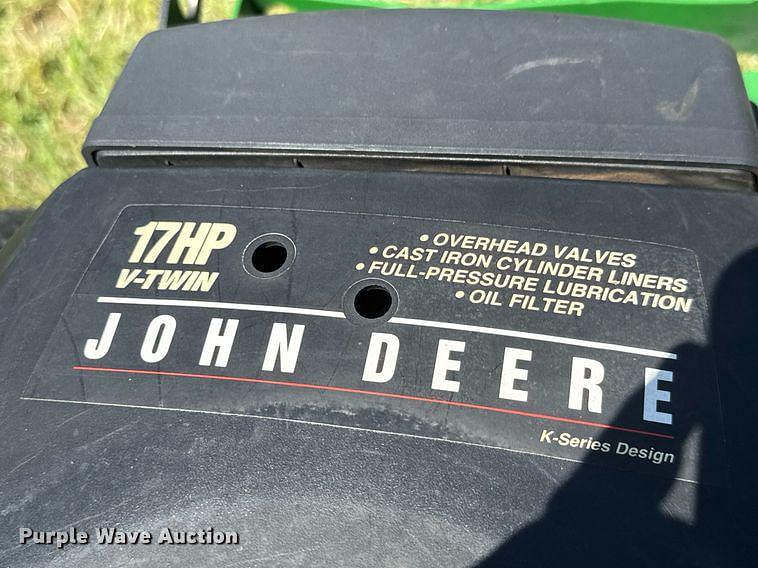 17HP
V-TWIN
• OVERHEAD VALVES
• CAST IRON CYLINDER LINERS
• FULL-PRESSURE LUBRICATION
• OIL FILTER
JOHN DEERE
K-Series Design
Purple Wave Auction